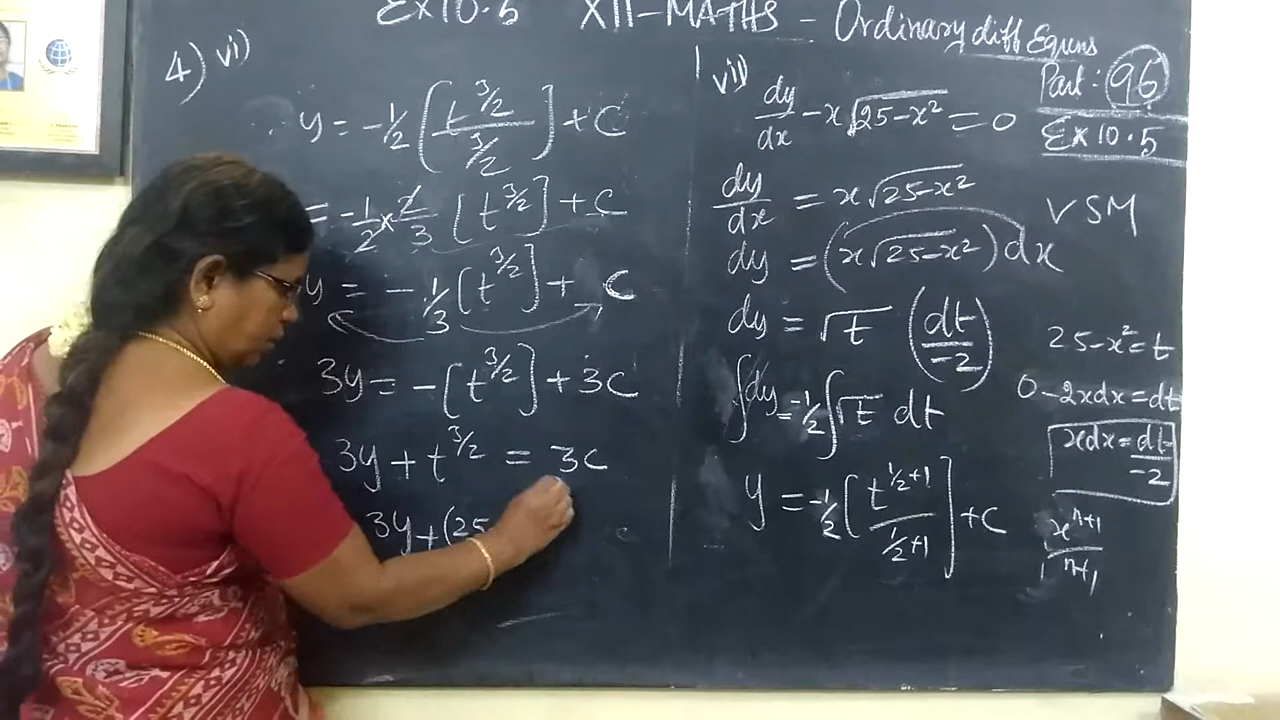 Ex 10.5 XII-MATHS - Ordinary diff Equns
Part: 96
Ex 10.5
VSM
4) vi)
y = -1/2 [t^3/2 / 3/2] + C
= -1/2 x 2/3 [t^3/2] + C
y = -1/3 [t^3/2] + C
3y = -[t^3/2] + 3C
3y + t^3/2 = 3C
3y + (25
vi)
dy/dx - x√25-x² = 0
dy/dx = x√25-x²
dy = (x√25-x²) dx
dy = √t (dt/-2)
∫dy = -1/2 ∫√t dt
y = -1/2 [t^1/2+1 / 1/2+1] + C
25-x² = t
0-2xdx = dt
xdx = dt/-2
x^n+1 / n+1